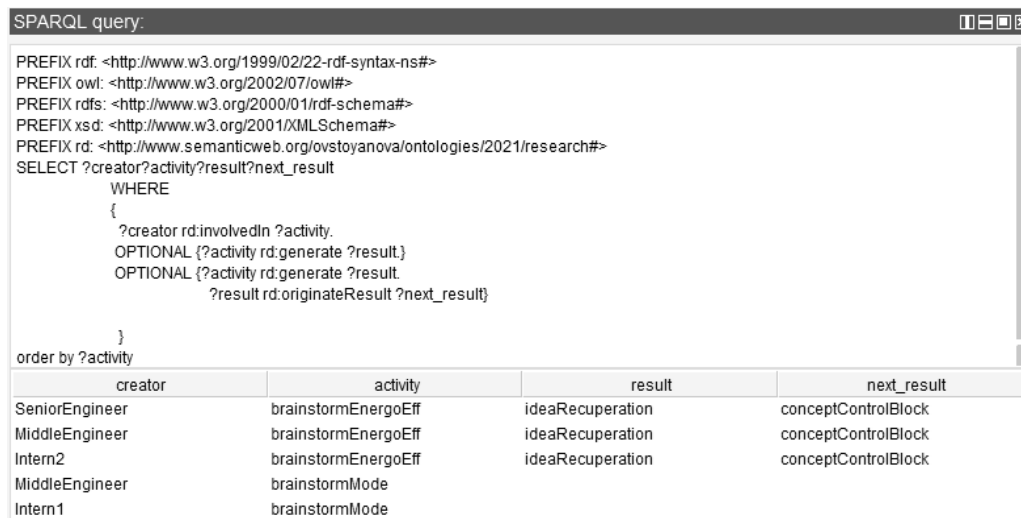 SPARQL query:
PREFIX rdf: <http://www.w3.org/1999/02/22-rdf-syntax-ns#>
PREFIX owl: <http://www.w3.org/2002/07/owl#>
PREFIX rdfs: <http://www.w3.org/2000/01/rdf-schema#>
PREFIX xsd: <http://www.w3.org/2001/XMLSchema#>
PREFIX rd: <http://www.semanticweb.org/ovstoyanova/ontologies/2021/research#>
SELECT ?creator?activity?result?next_result
WHERE
{
?creator rd:involvedIn ?activity.
OPTIONAL {?activity rd:generate ?result.}
OPTIONAL {?activity rd:generate ?result.
?result rd:originateResult ?next_result}
}
order by ?activity
creator activity result next_result
SeniorEngineer brainstormEnergoEff ideaRecuperation conceptControlBlock
MiddleEngineer brainstormEnergoEff ideaRecuperation conceptControlBlock
Intern2 brainstormEnergoEff ideaRecuperation conceptControlBlock
MiddleEngineer brainstormMode
Intern1 brainstormMode